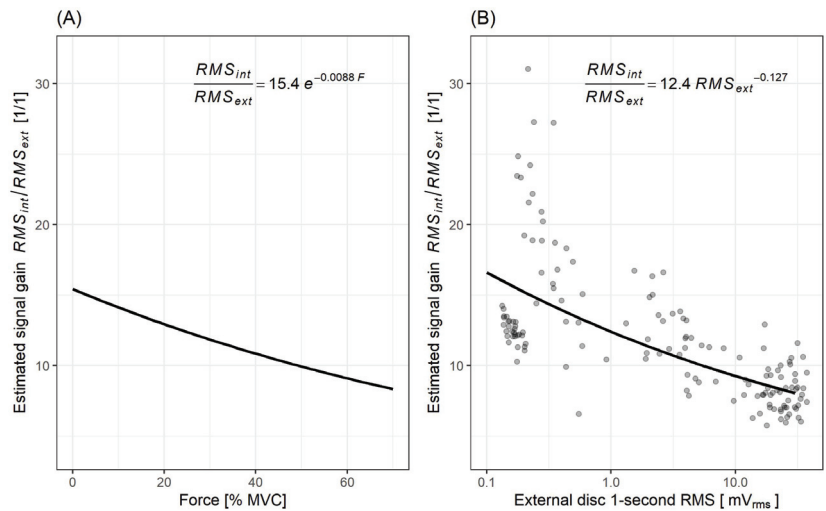 (A)
RMS_int / RMS_ext = 15.4 e^−0.0088 F
Estimated signal gain RMS_int/RMS_ext [1/1]
30
20
10
0
20
40
60
Force [% MVC]
(B)
RMS_int / RMS_ext = 12.4 RMS_ext^−0.127
Estimated signal gain RMS_int/RMS_ext [1/1]
30
20
10
0.1
1.0
10.0
External disc 1-second RMS [ mV_rms ]